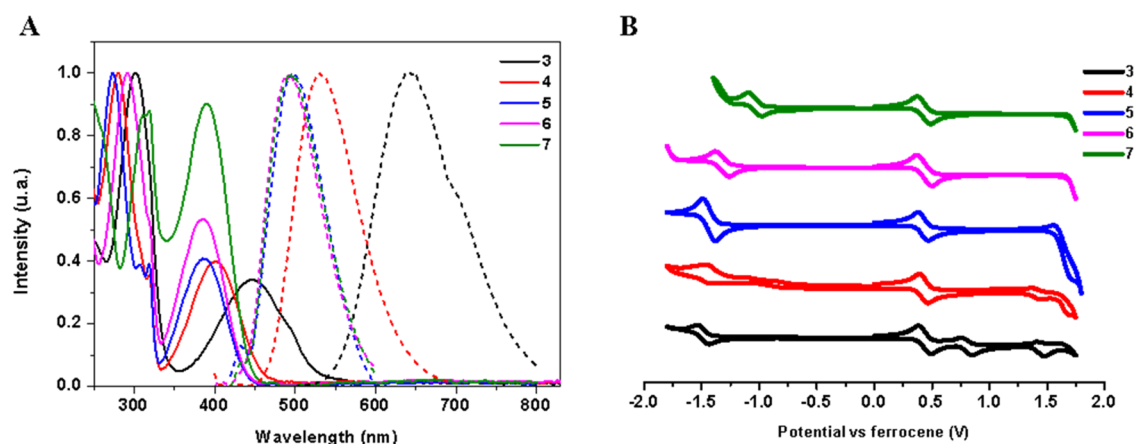 A
B
3
4
5
6
7
1.0
0.8
0.6
0.4
0.2
0.0
Intensity (u.a.)
300 400 500 600 700 800
Wavelength (nm)
3
4
5
6
7
-2.0 -1.5 -1.0 -0.5 0.0 0.5 1.0 1.5 2.0
Potential vs ferrocene (V)